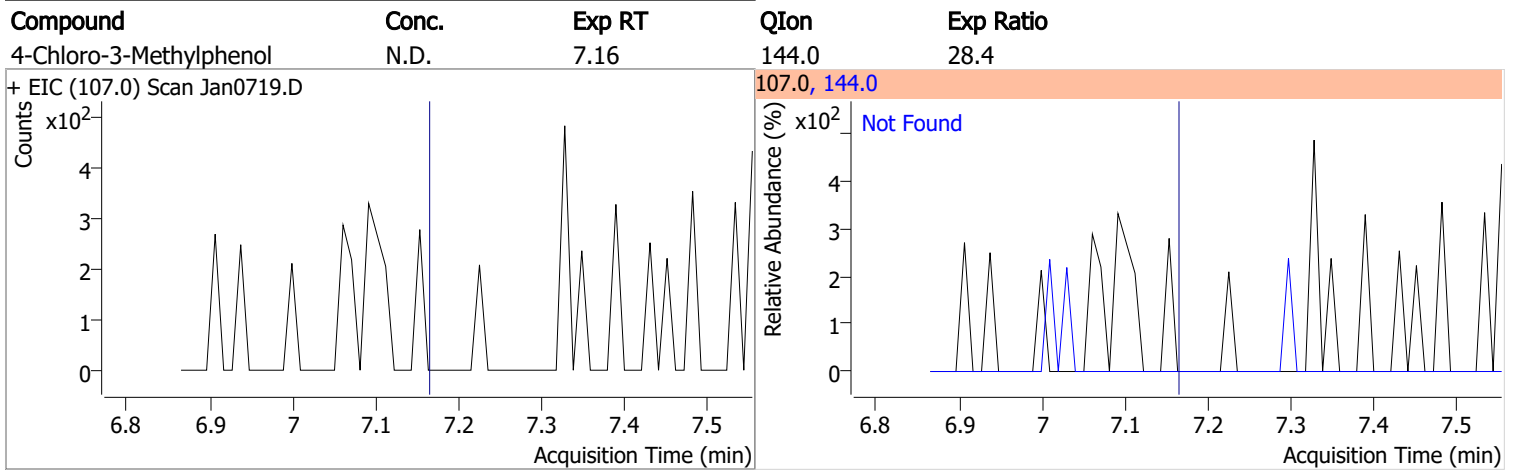 Compound Conc. Exp RT QIon Exp Ratio
4-Chloro-3-Methylphenol N.D. 7.16 144.0 28.4
+ EIC (107.0) Scan Jan0719.D
Counts
x10²
4
3
2
1
0
6.8 6.9 7 7.1 7.2 7.3 7.4 7.5
Acquisition Time (min)
107.0, 144.0
Relative Abundance (%)
x10²
Not Found
4
3
2
1
0
6.8 6.9 7 7.1 7.2 7.3 7.4 7.5
Acquisition Time (min)